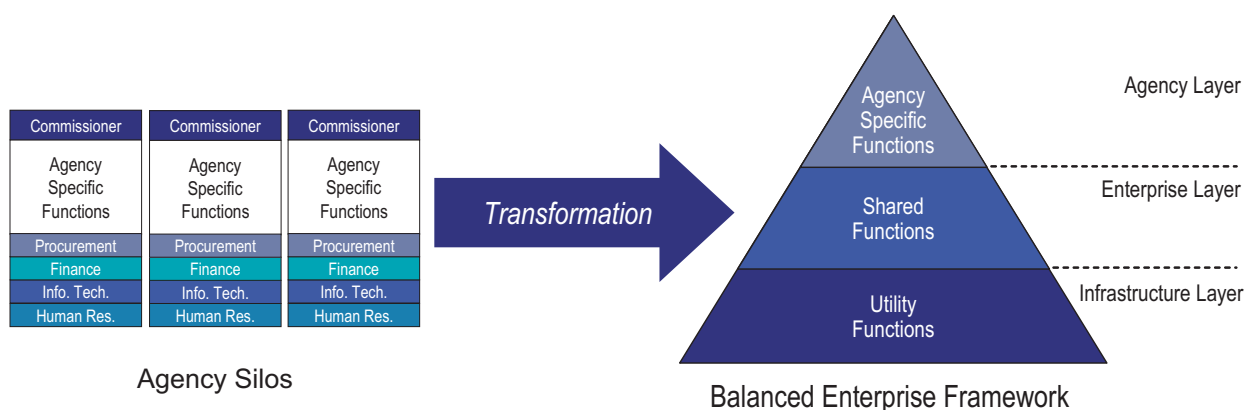 Commissioner
Agency
Specific
Functions
Procurement
Finance
Info. Tech.
Human Res.
Commissioner
Agency
Specific
Functions
Procurement
Finance
Info. Tech.
Human Res.
Commissioner
Agency
Specific
Functions
Procurement
Finance
Info. Tech.
Human Res.
Agency Silos
Transformation
Agency
Specific
Functions
Shared
Functions
Utility
Functions
Agency Layer
Enterprise Layer
Infrastructure Layer
Balanced Enterprise Framework